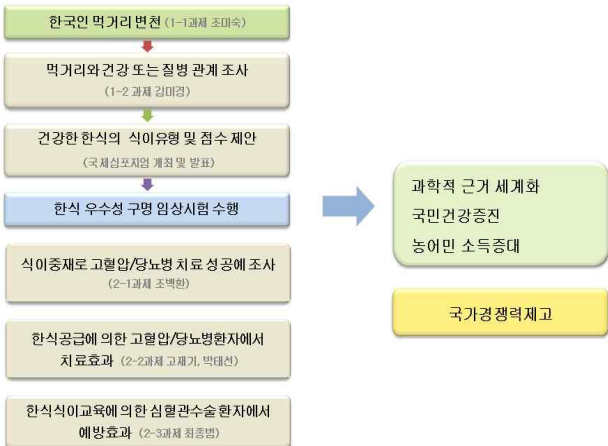 한국인 먹거리 변천 (1-1과제 조미숙)
먹거리와 건강 또는 질병 관계 조사
(1-2 과제 김미경)
건강한 한식의 식이유형 및 점수 제안
(국제심포지엄 개최 및 발표)
한식 우수성 구명 임상시험 수행
식이중재로 고혈압/당뇨병 치료 성공예 조사
(2-1과제 조백환)
한식공급에 의한 고혈압/당뇨병환자에서
치료효과 (2-2과제 고재기, 박태선)
한식식이교육에 의한 심혈관수술 환자에서
예방효과 (2-3과제 최종범)
과학적 근거 세계화
국민건강증진
농어민 소득증대
국가경쟁력제고